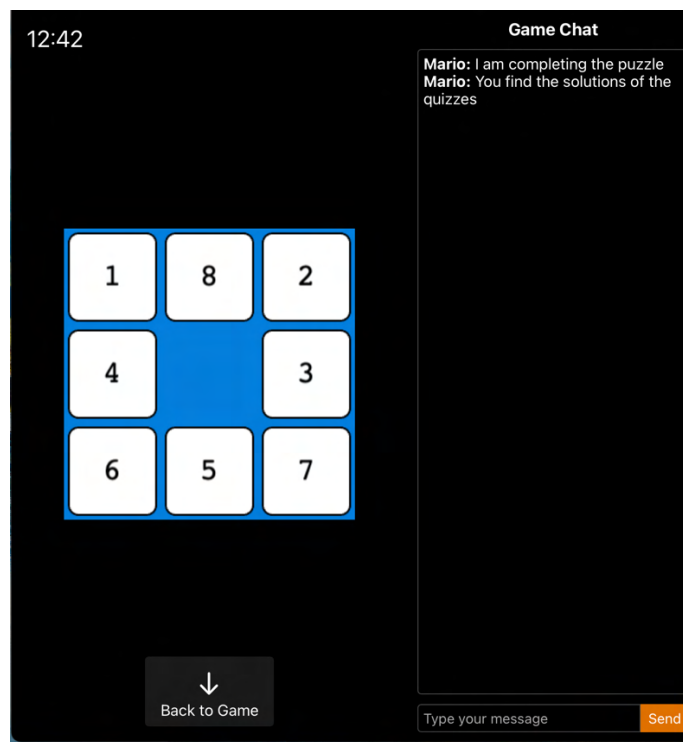 12:42
Game Chat
Mario: I am completing the puzzle
Mario: You find the solutions of the
quizzes
1 8 2
4 3
6 5 7
Back to Game
Type your message
Send